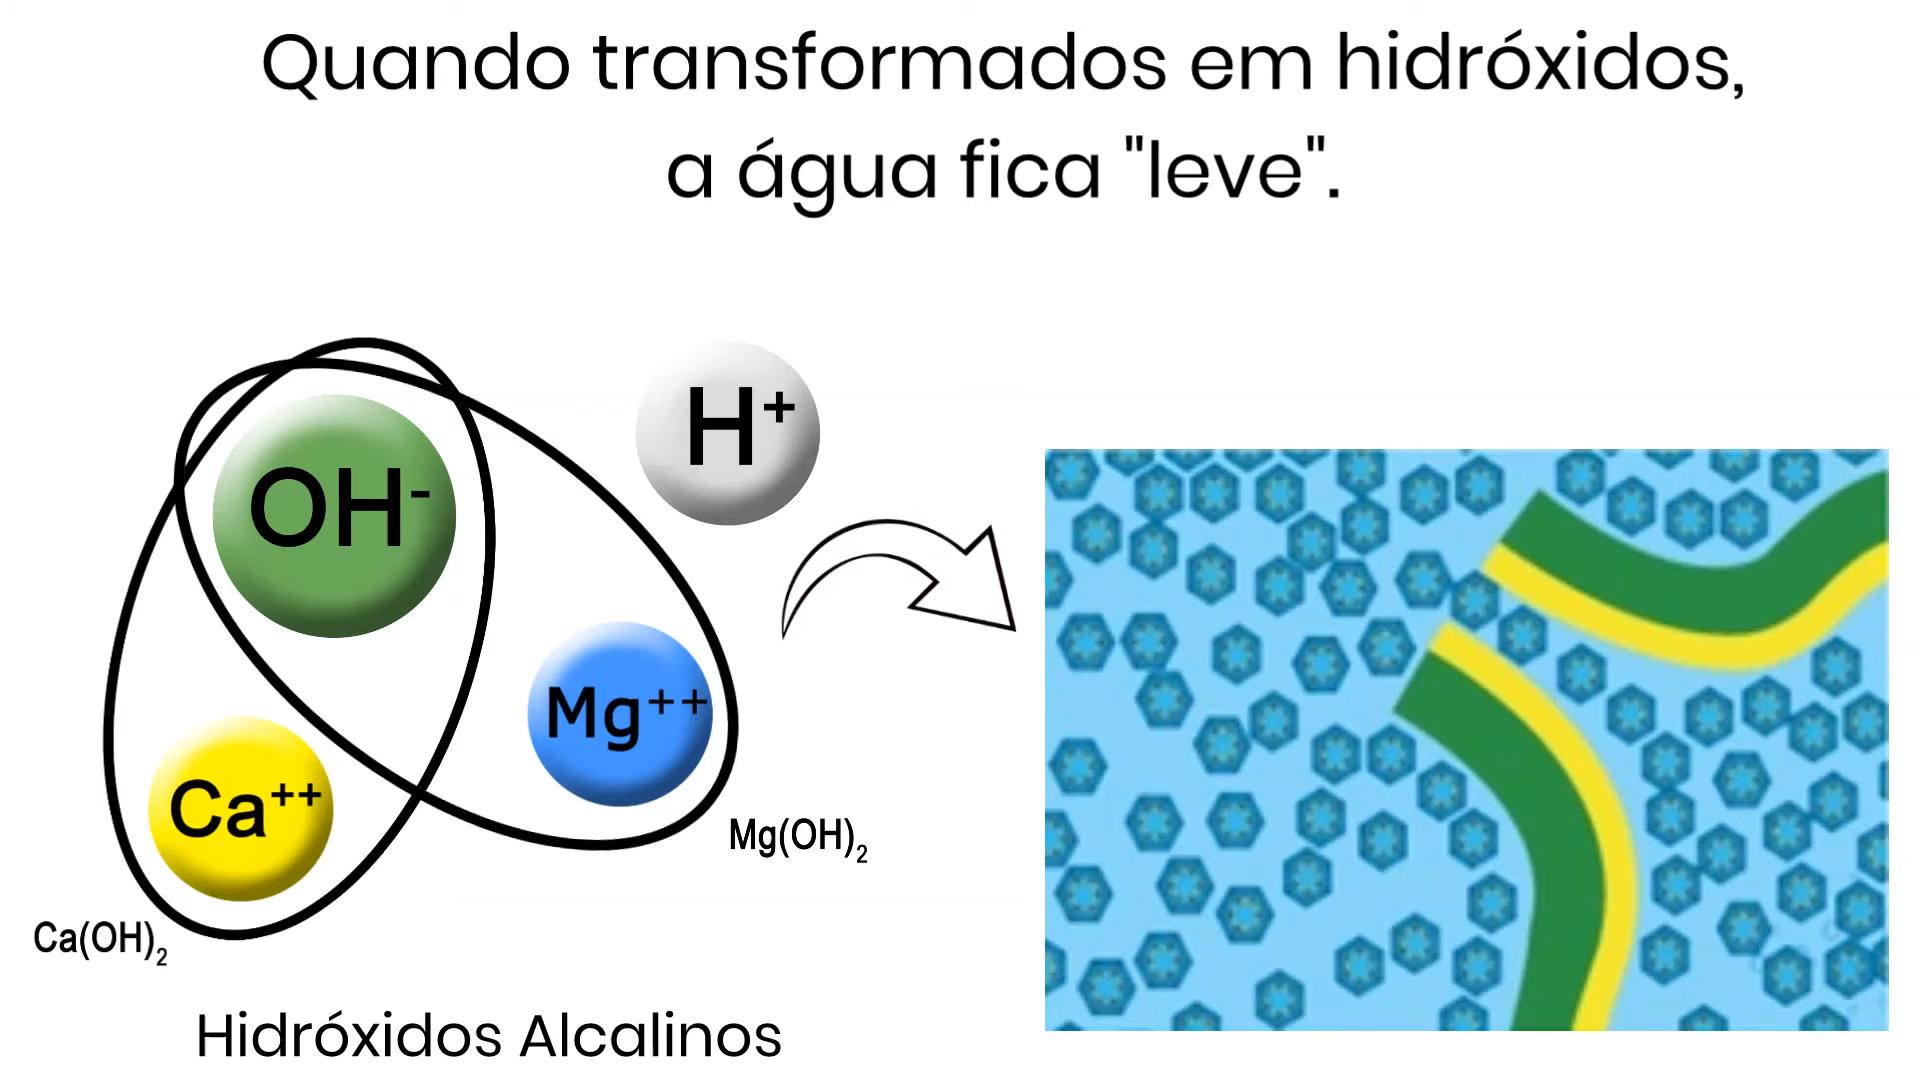 Quando transformados em hidróxidos,
a água fica "leve".
H⁺
OH⁻
Mg⁺⁺
Ca⁺⁺
Mg(OH)₂
Ca(OH)₂
Hidróxidos Alcalinos